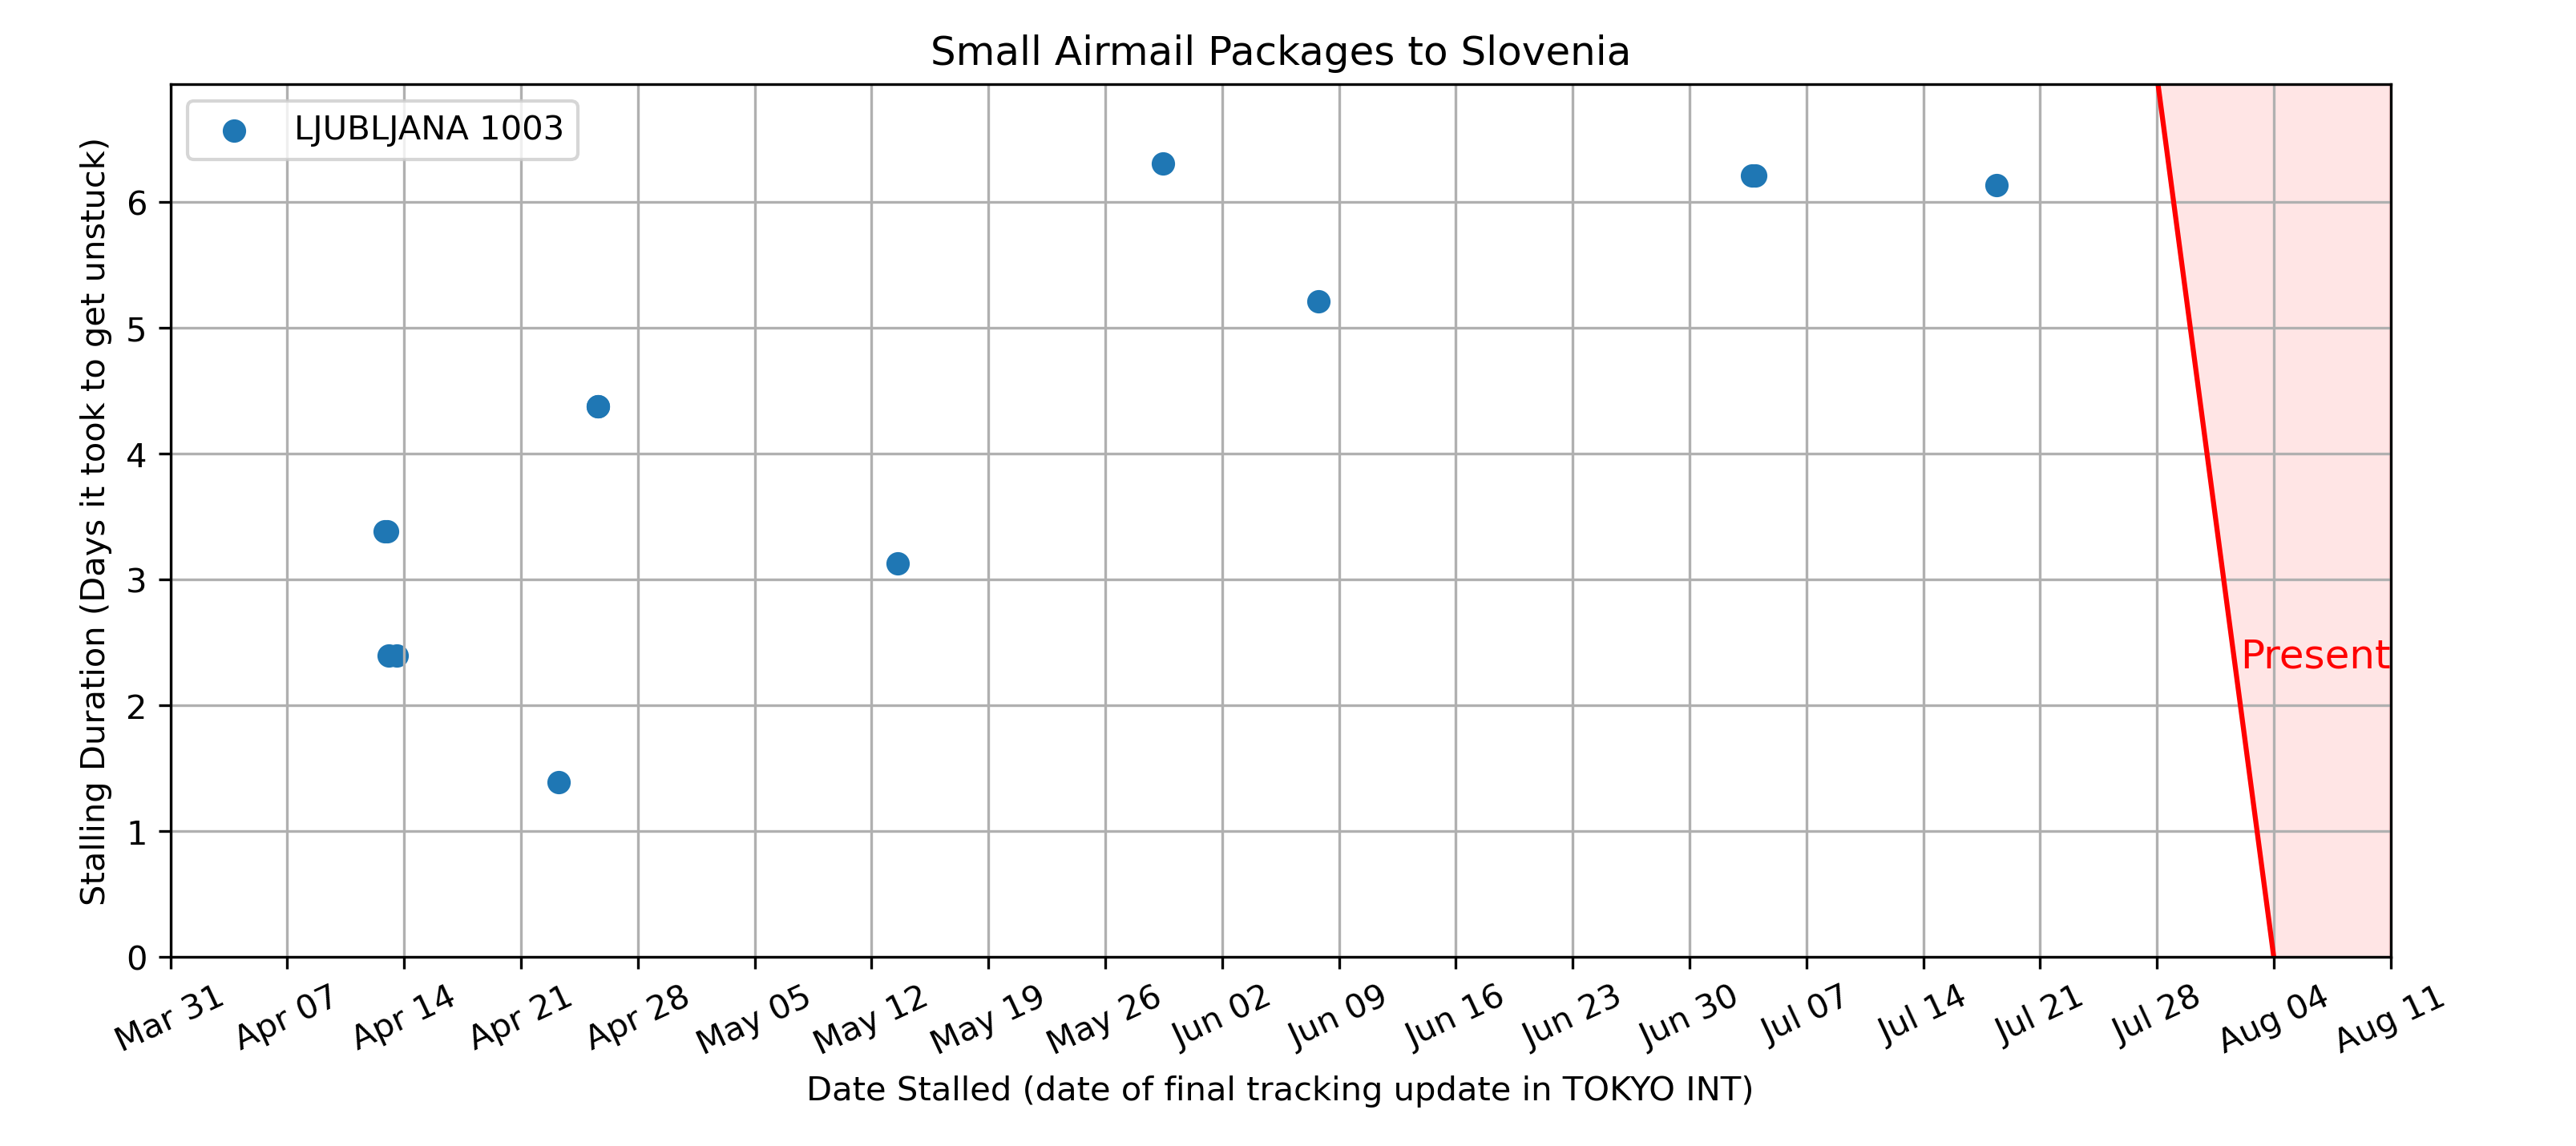 Small Airmail Packages to Slovenia
LJUBLJANA 1003
Stalling Duration (Days it took to get unstuck)
6
5
4
3
2
1
0
Present
Mar 31
Apr 07
Apr 14
Apr 21
Apr 28
May 05
May 12
May 19
May 26
Jun 02
Jun 09
Jun 16
Jun 23
Jun 30
Jul 07
Jul 14
Jul 21
Jul 28
Aug 04
Aug 11
Date Stalled (date of final tracking update in TOKYO INT)